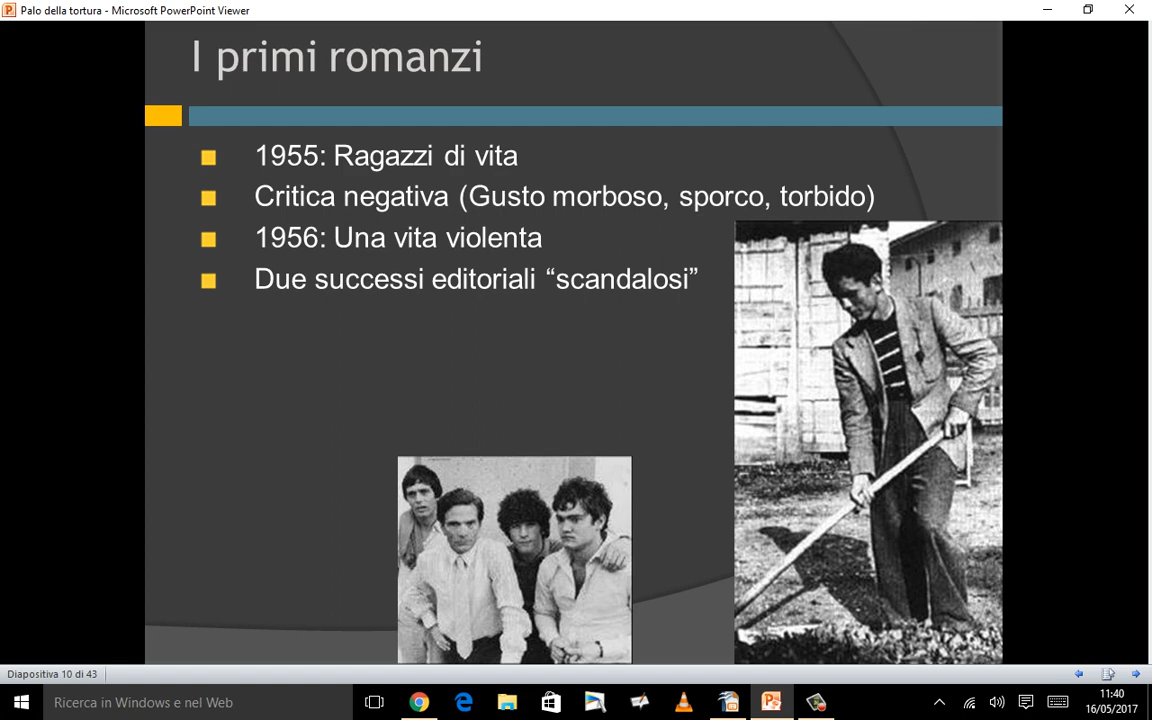 Palo della tortura - Microsoft PowerPoint Viewer
I primi romanzi
1955: Ragazzi di vita
Critica negativa (Gusto morboso, sporco, torbido)
1956: Una vita violenta
Due successi editoriali “scandalosi”
Diapositiva 10 di 43
Ricerca in Windows e nel Web
11:40
16/05/2017